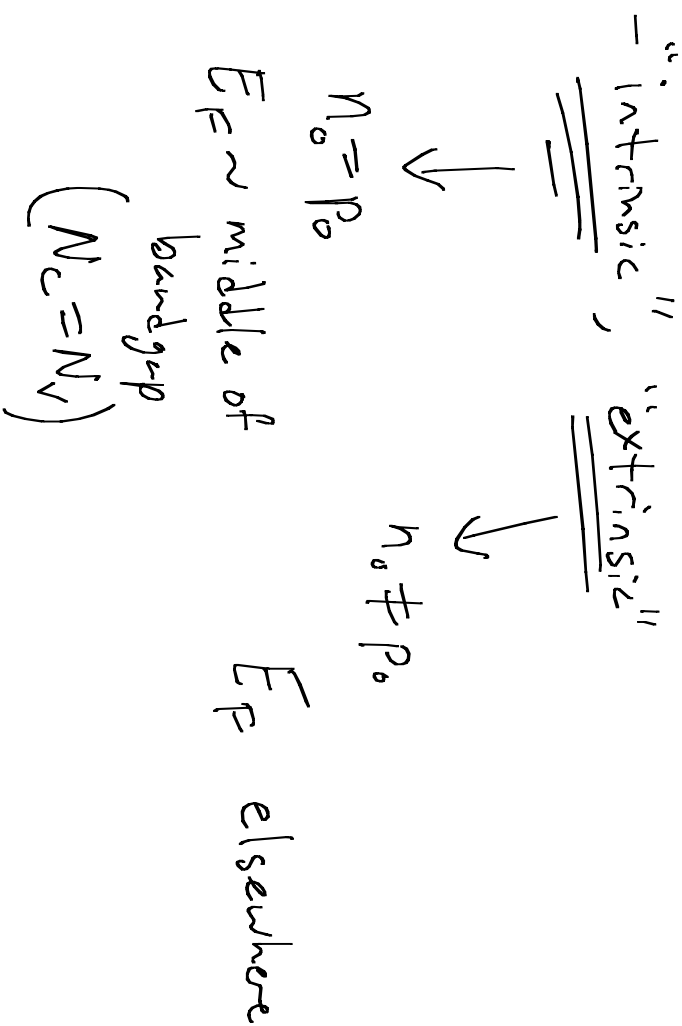 - "intrinsic", "extrinsic"
n₀ = p₀
n₀ ≠ p₀
E_F ~ middle of
bandgap
(N_c = N_v)
E_F elsewhere